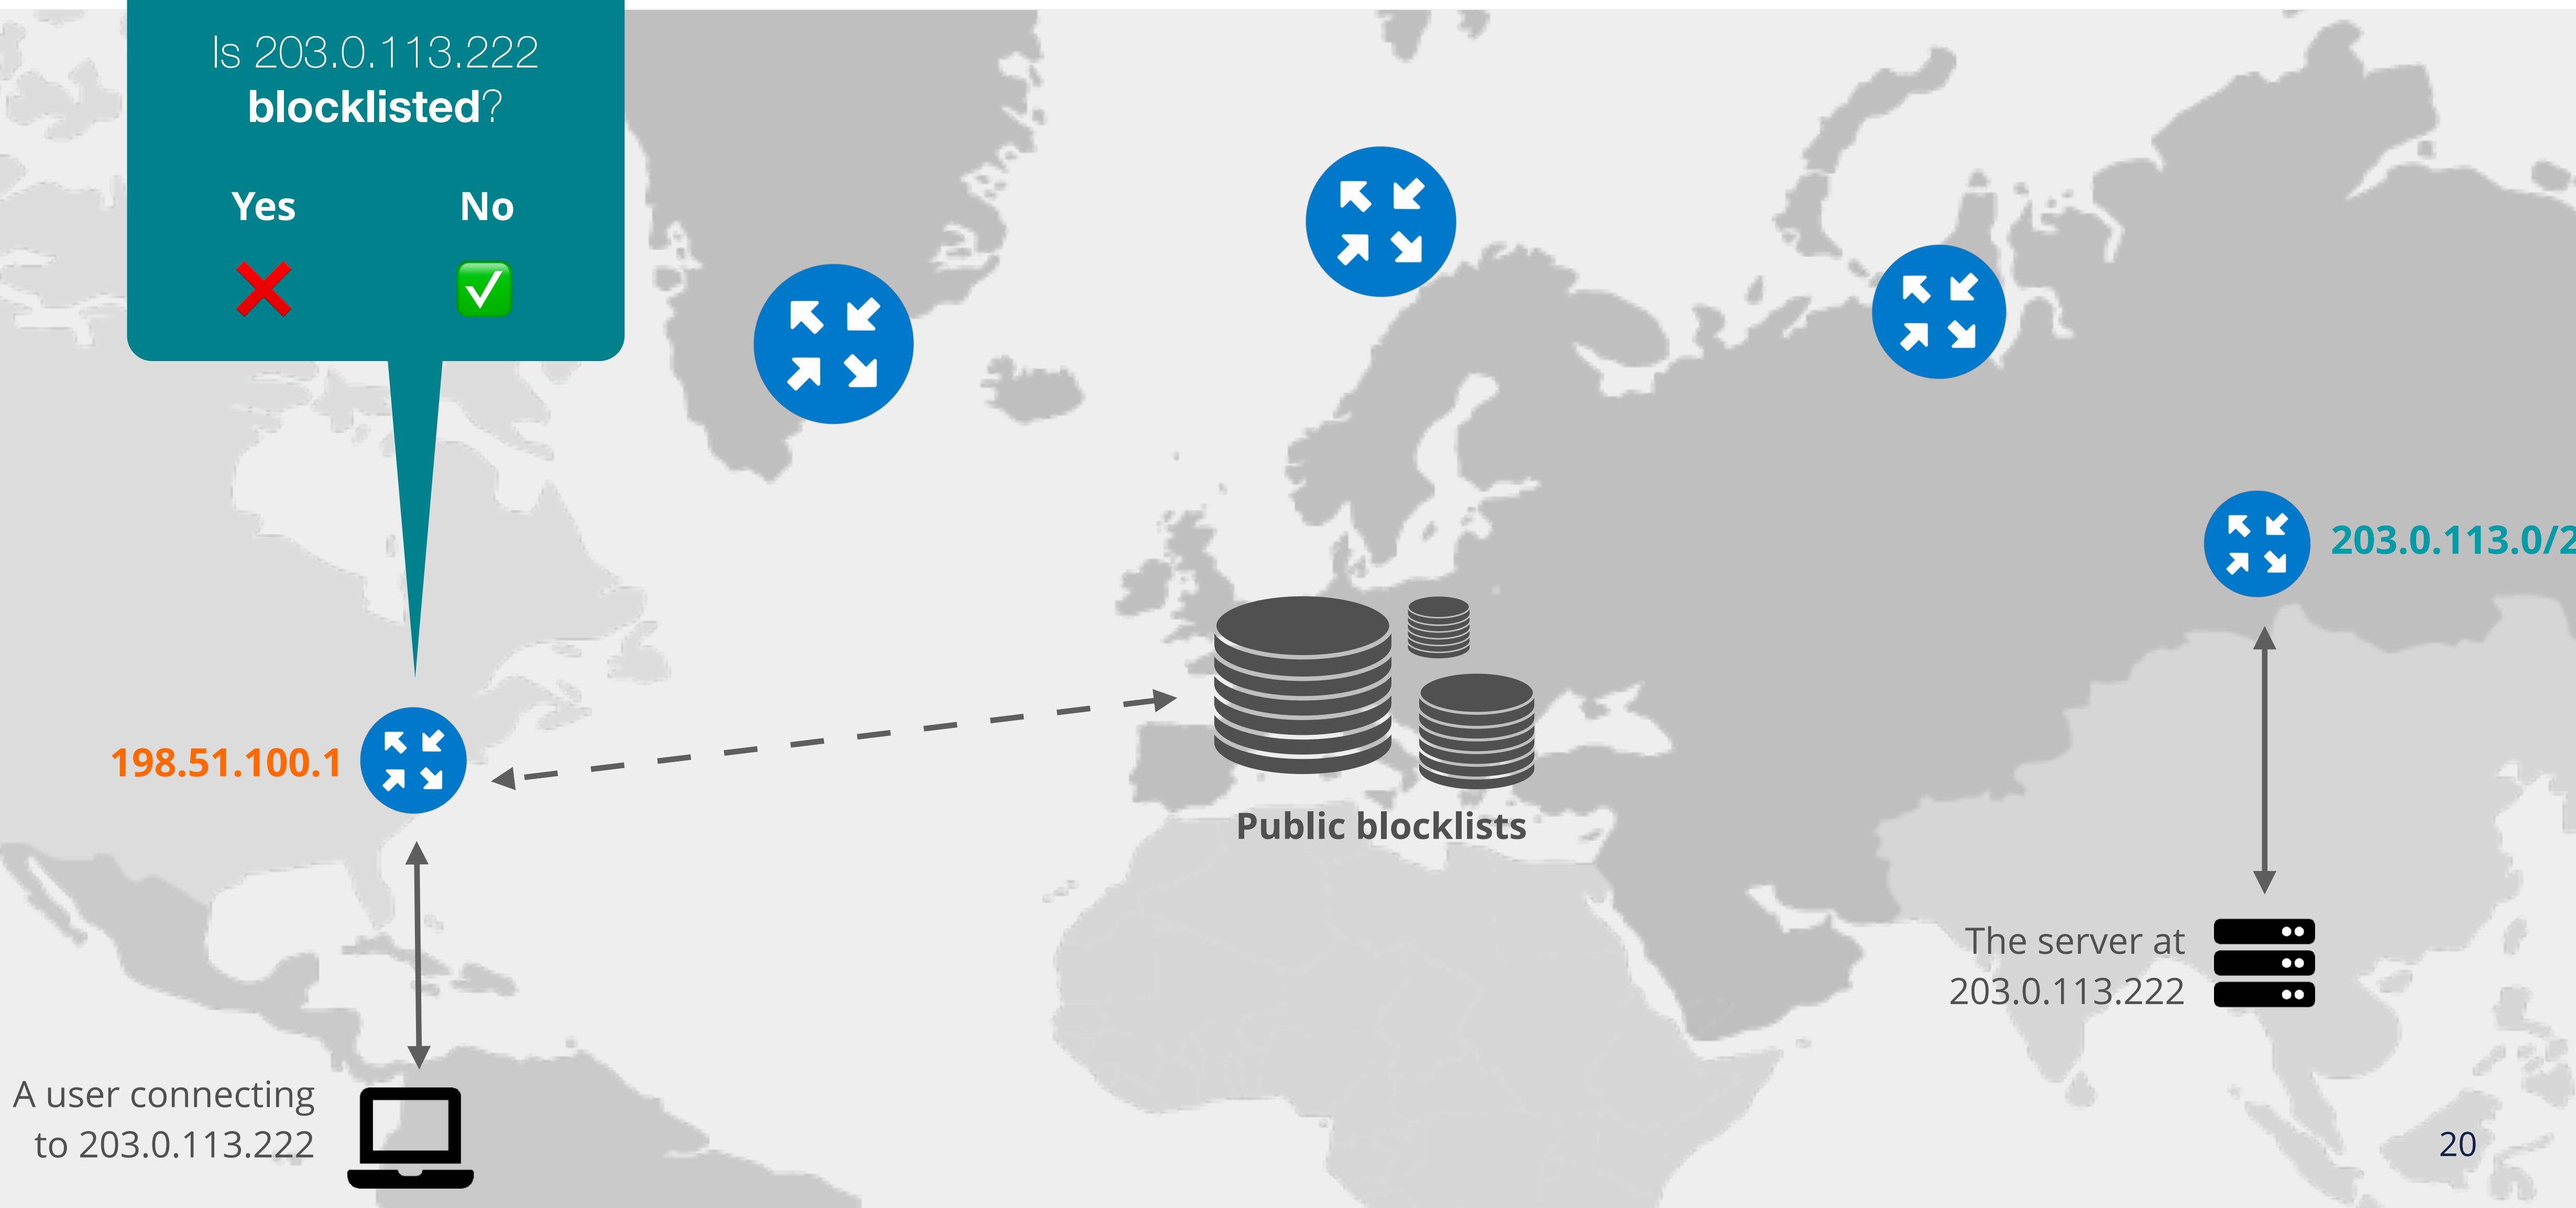 Is 203.0.113.222
blocklisted?
Yes No
203.0.113.0/2
198.51.100.1
Public blocklists
The server at
203.0.113.222
A user connecting
to 203.0.113.222
20